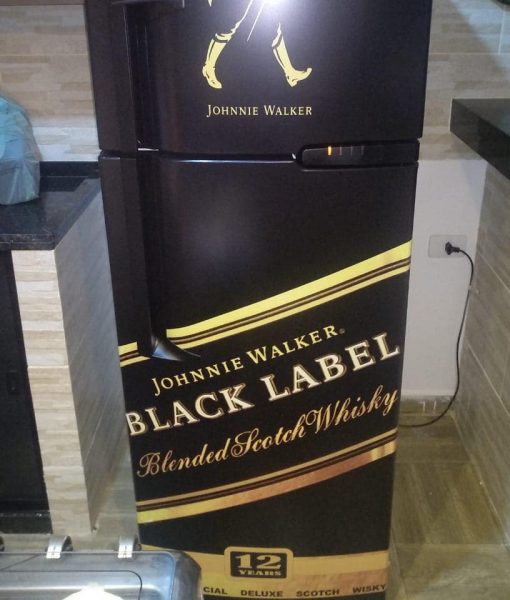 JOHNNIE WALKER
JOHNNIE WALKER®
BLACK LABEL
Blended Scotch Whisky
12
YEARS
CIAL DELUXE SCOTCH WISKY